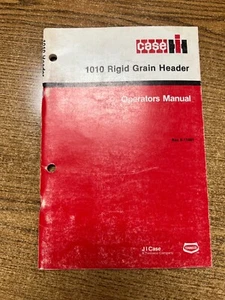 case IH
1010 Rigid Grain Header
Operators Manual
J I Case
A Tenneco Company